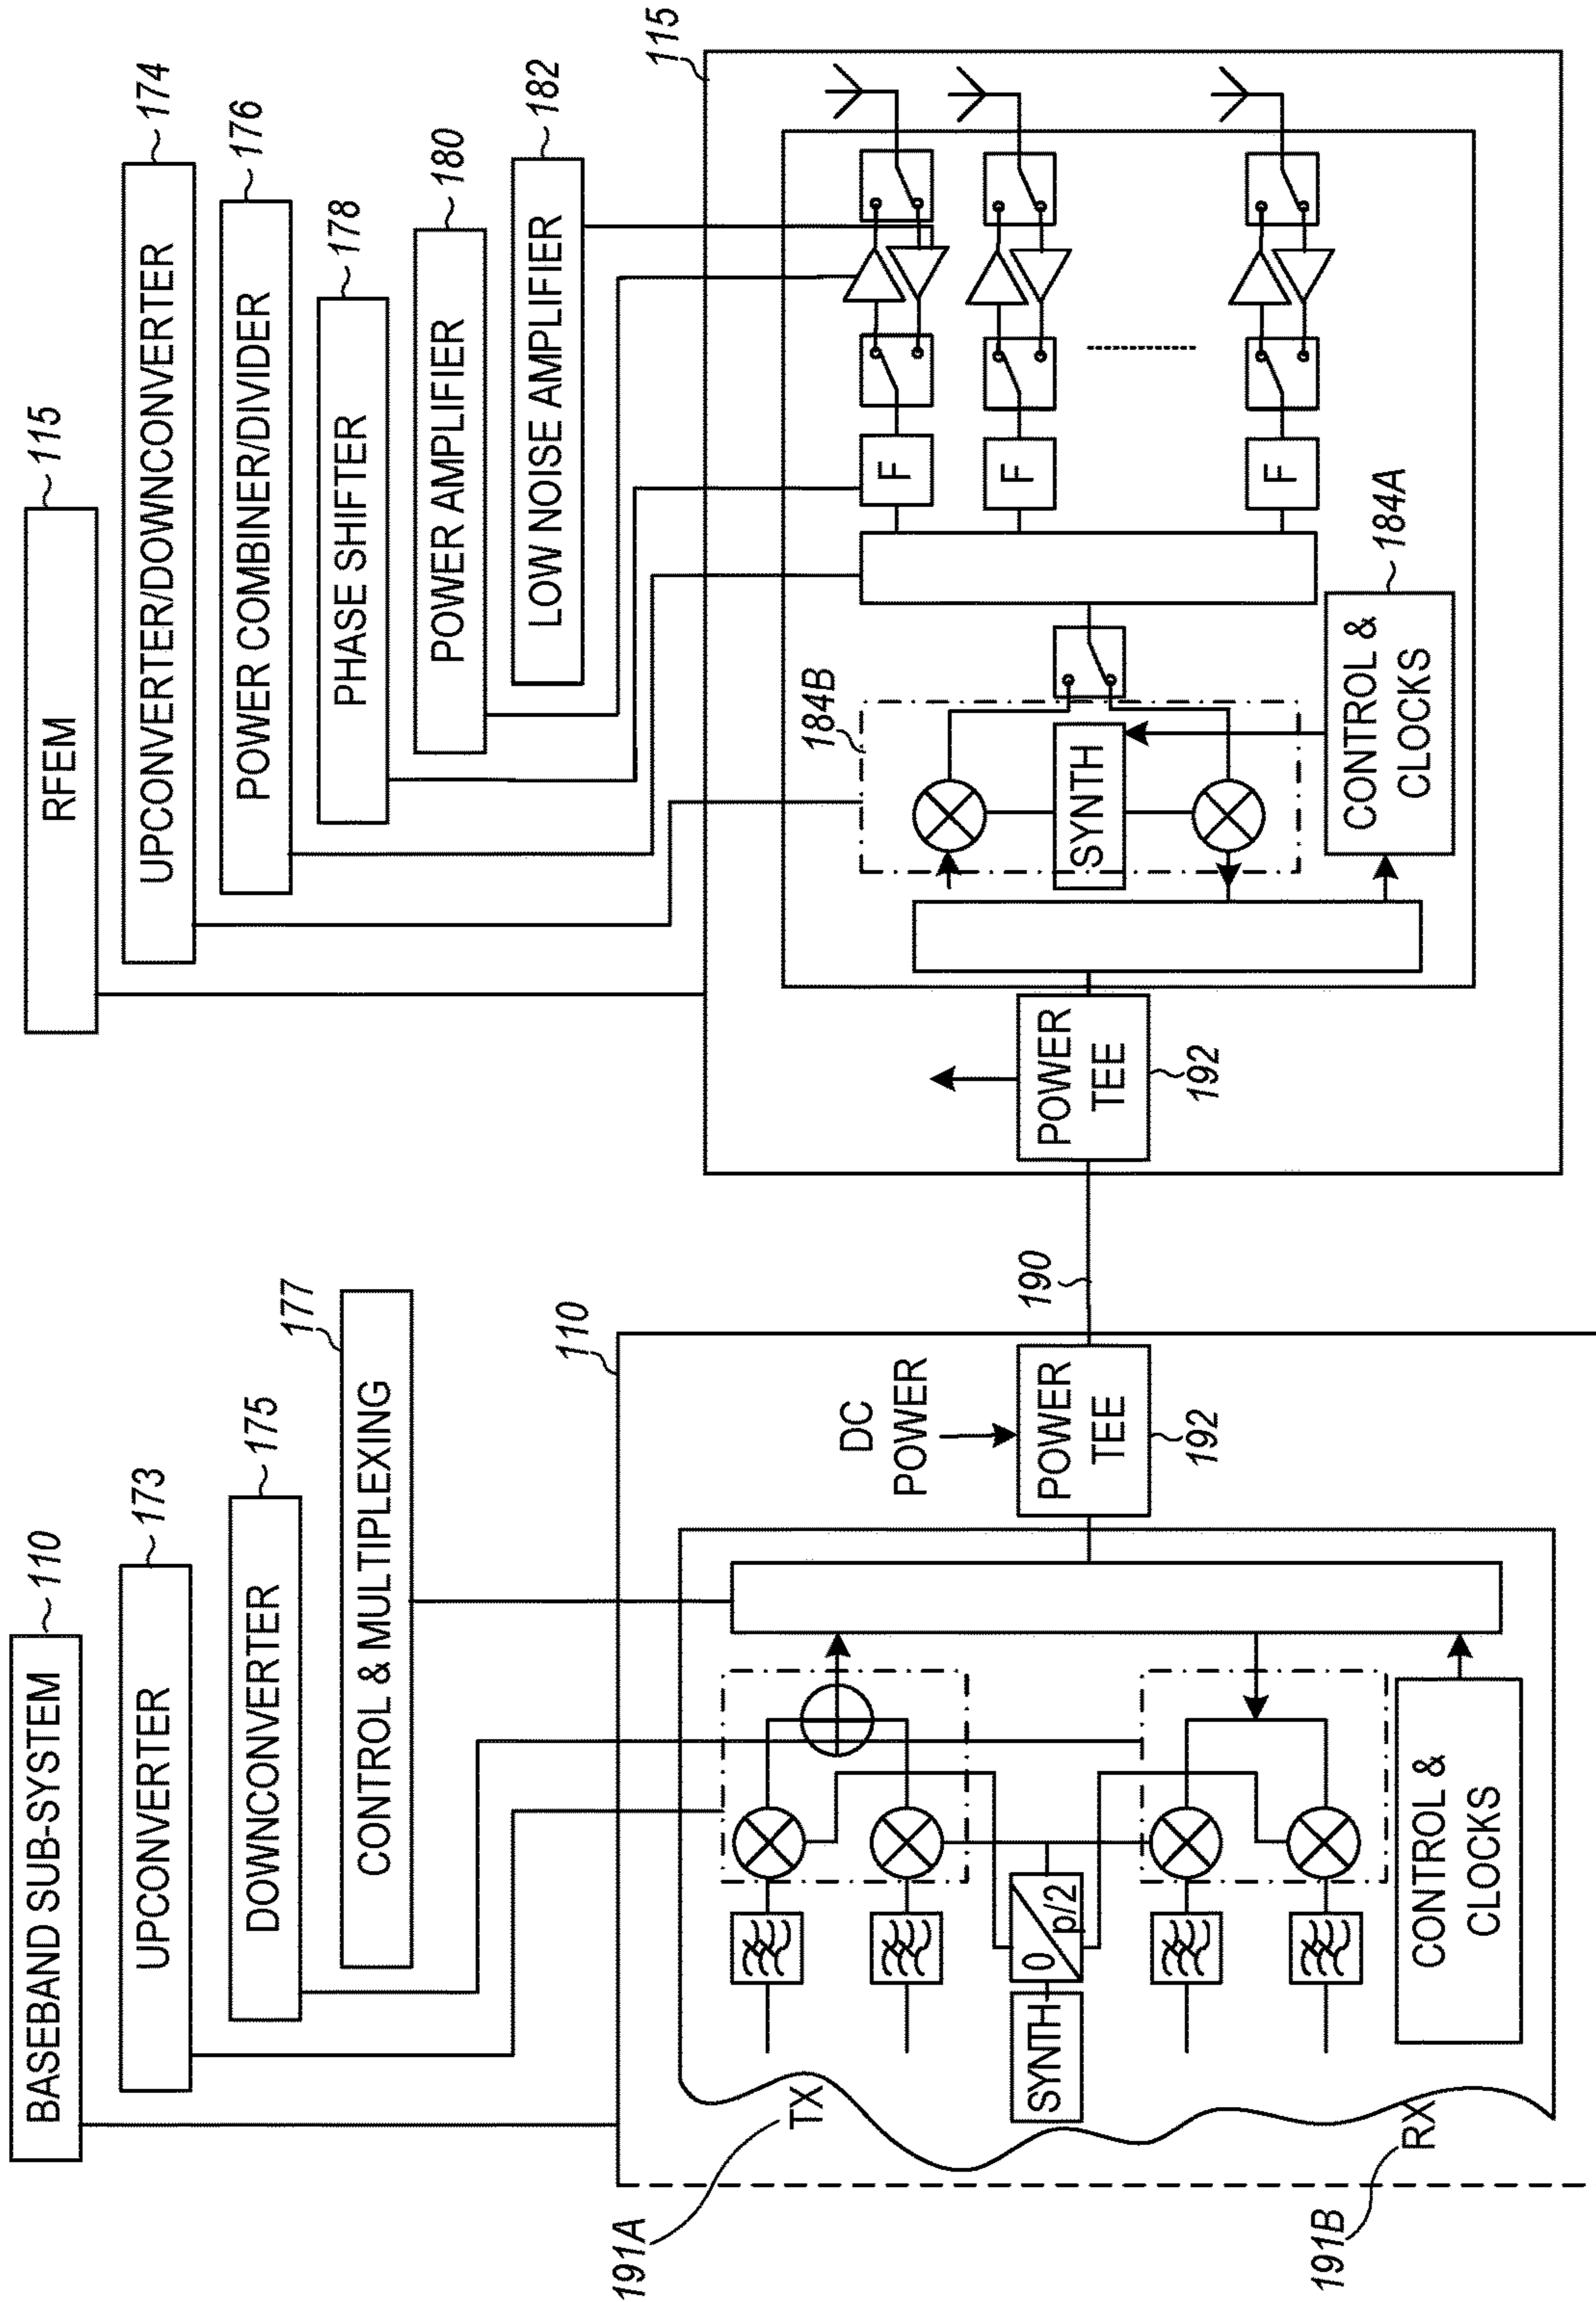 BASEBAND SUB-SYSTEM
110
UPCONVERTER
173
DOWNCONVERTER
175
CONTROL & MULTIPLEXING
177
RFEM
115
UPCONVERTER/DOWNCONVERTER
174
POWER COMBINER/DIVIDER
176
PHASE SHIFTER
178
POWER AMPLIFIER
180
LOW NOISE AMPLIFIER
182
110
191A
TX
SYNTH
0
p/2
191B
RX
CONTROL &
CLOCKS
DC
POWER
POWER
TEE
192
190
115
POWER
TEE
192
184B
SYNTH
CONTROL &
CLOCKS
184A
F
F
F